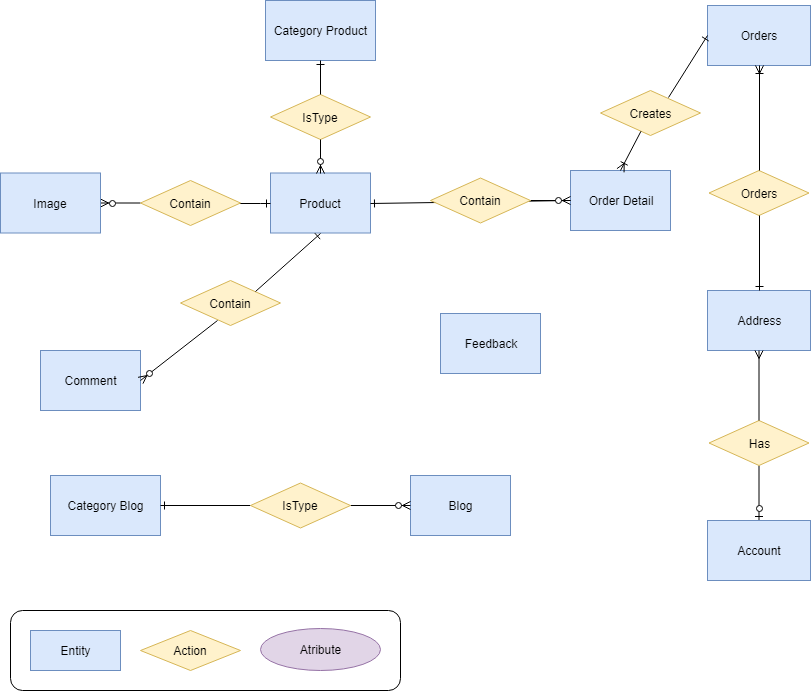 Category Product
Orders
IsType
Creates
Image
Contain
Product
Contain
Order Detail
Orders
Contain
Address
Feedback
Comment
Has
Category Blog
IsType
Blog
Account
Entity
Action
Atribute